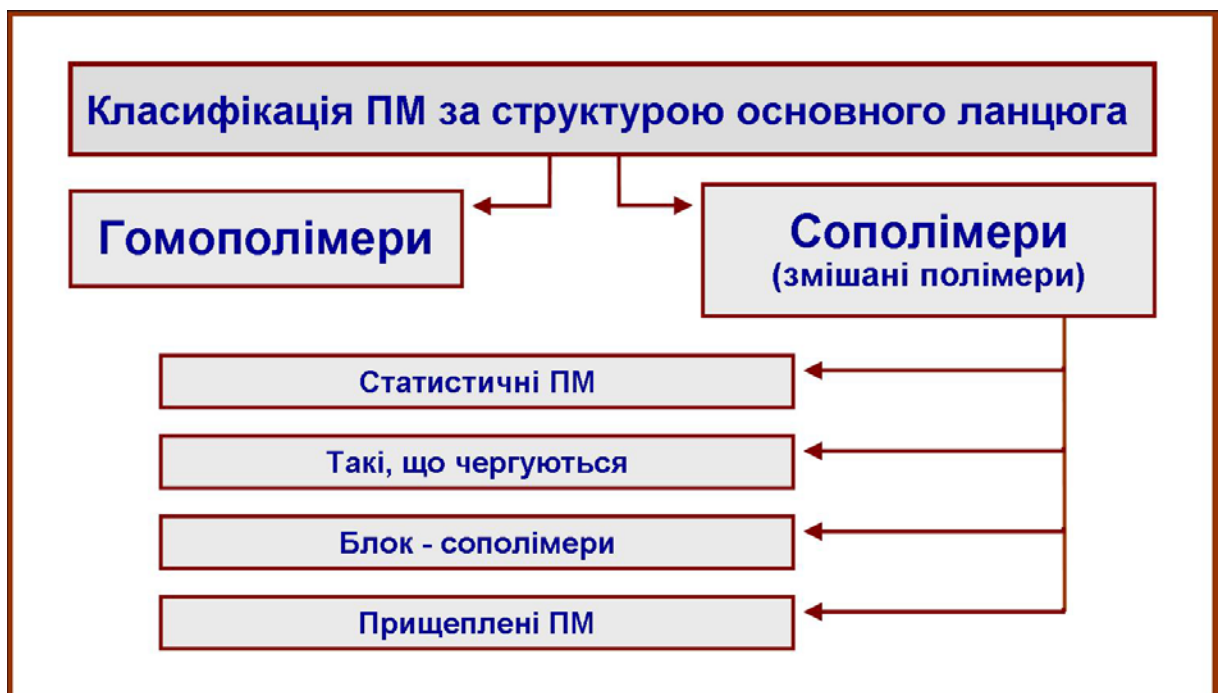 Класифікація ПМ за структурою основного ланцюга
Гомополімери
Сополімери
(змішані полімери)
Статистичні ПМ
Такі, що чергуються
Блок - сополімери
Прищеплені ПМ